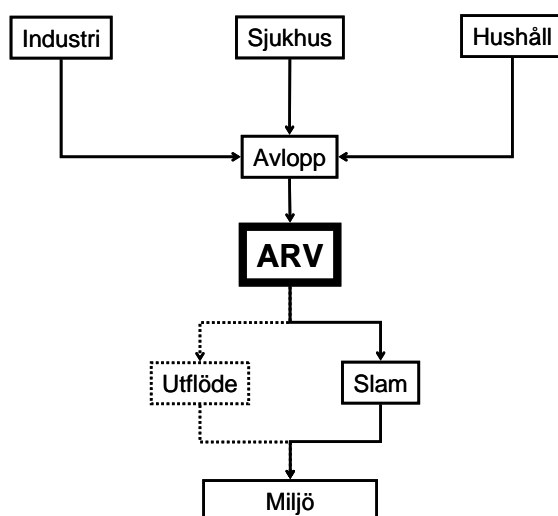 Industri
Sjukhus
Hushåll
Avlopp
ARV
Utflöde
Slam
Miljö